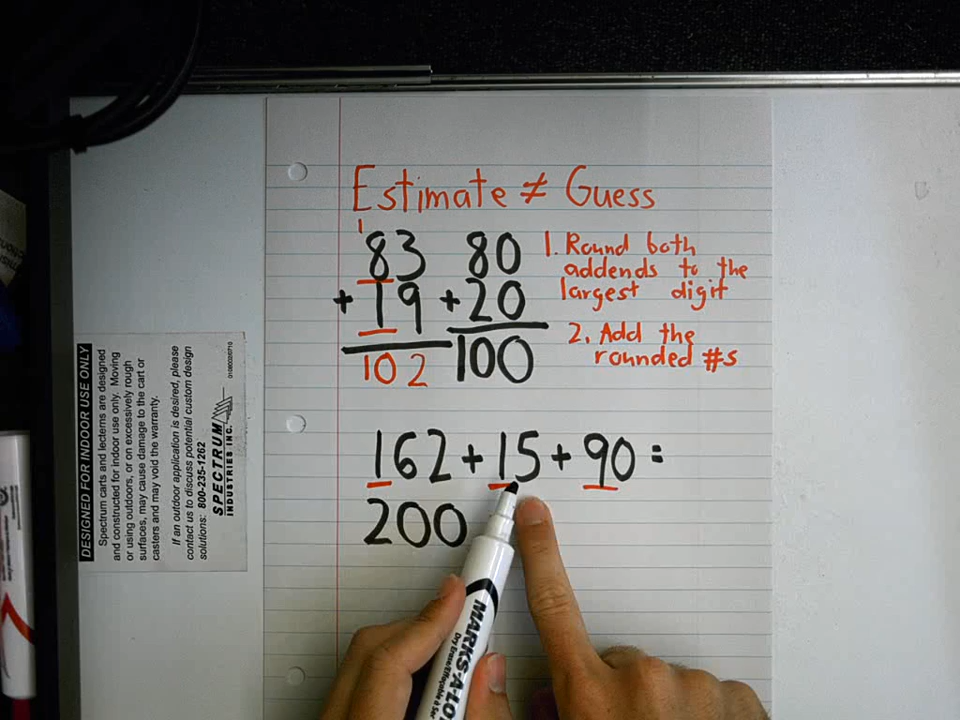 Estimate ≠ Guess
1
83 80
+19 +20
102 100
1. Round both
addends to the
largest digit
2. Add the
rounded #s
162+15+90=
200
DESIGNED FOR INDOOR USE ONLY
Spectrum carts and lecterns are designed
and constructed for indoor use only. Moving
or using outdoors, or on excessively rough
surfaces, may cause damage to the cart or
casters and may void the warranty.
If an outdoor application is desired, please
contact us to discuss potential custom design
solutions: 800-235-1262
SPECTRUM
INDUSTRIES INC.
MARKS-A-LOT